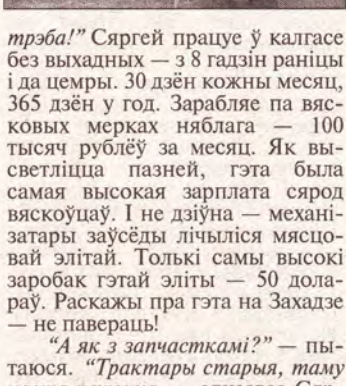 трэба!” Сяргей працуе ў калгасе
без выхадных — з 8 гадзін раніцы
і да цемры. 30 дзён кожны месяц,
365 дзён у год. Зарабляе па вяс-
ковых мерках няблага — 100
тысяч рублёў за месяц. Як вы-
светліцца пазней, гэта была
самая высокая зарплата сярод
вяскоўцаў. І не дзіўна — механі-
затары заўсёды лічыліся мясцо-
вай элітай. Толькі самы высокі
заробак гэтай эліты — 50 дола-
раў. Раскажы пра гэта на Захадзе
— не павераць!
“А як з запчасткамі?” — пы-
таюся. “Трактары старыя, таму